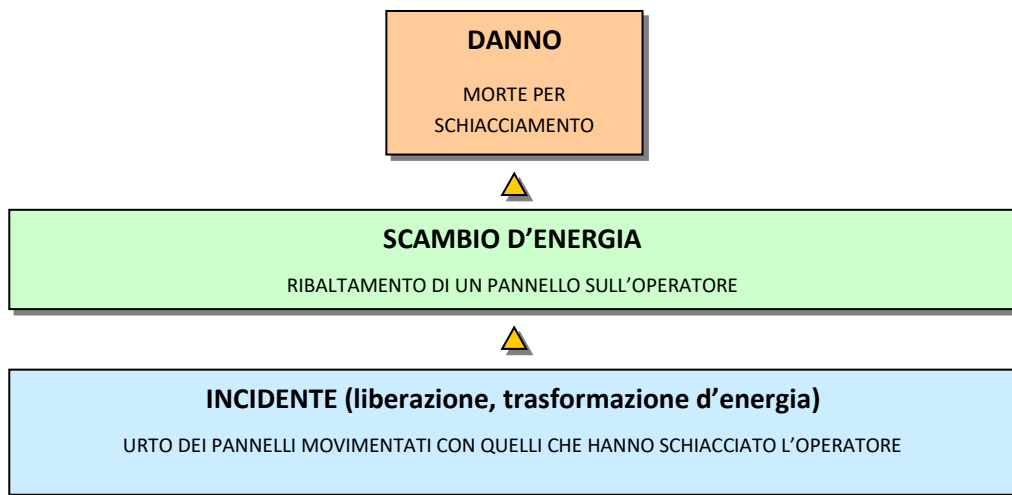 DANNO
MORTE PER
SCHIACCIAMENTO
SCAMBIO D’ENERGIA
RIBALTAMENTO DI UN PANNELLO SULL’OPERATORE
INCIDENTE (liberazione, trasformazione d’energia)
URTO DEI PANNELLI MOVIMENTATI CON QUELLI CHE HANNO SCHIACCIATO L’OPERATORE